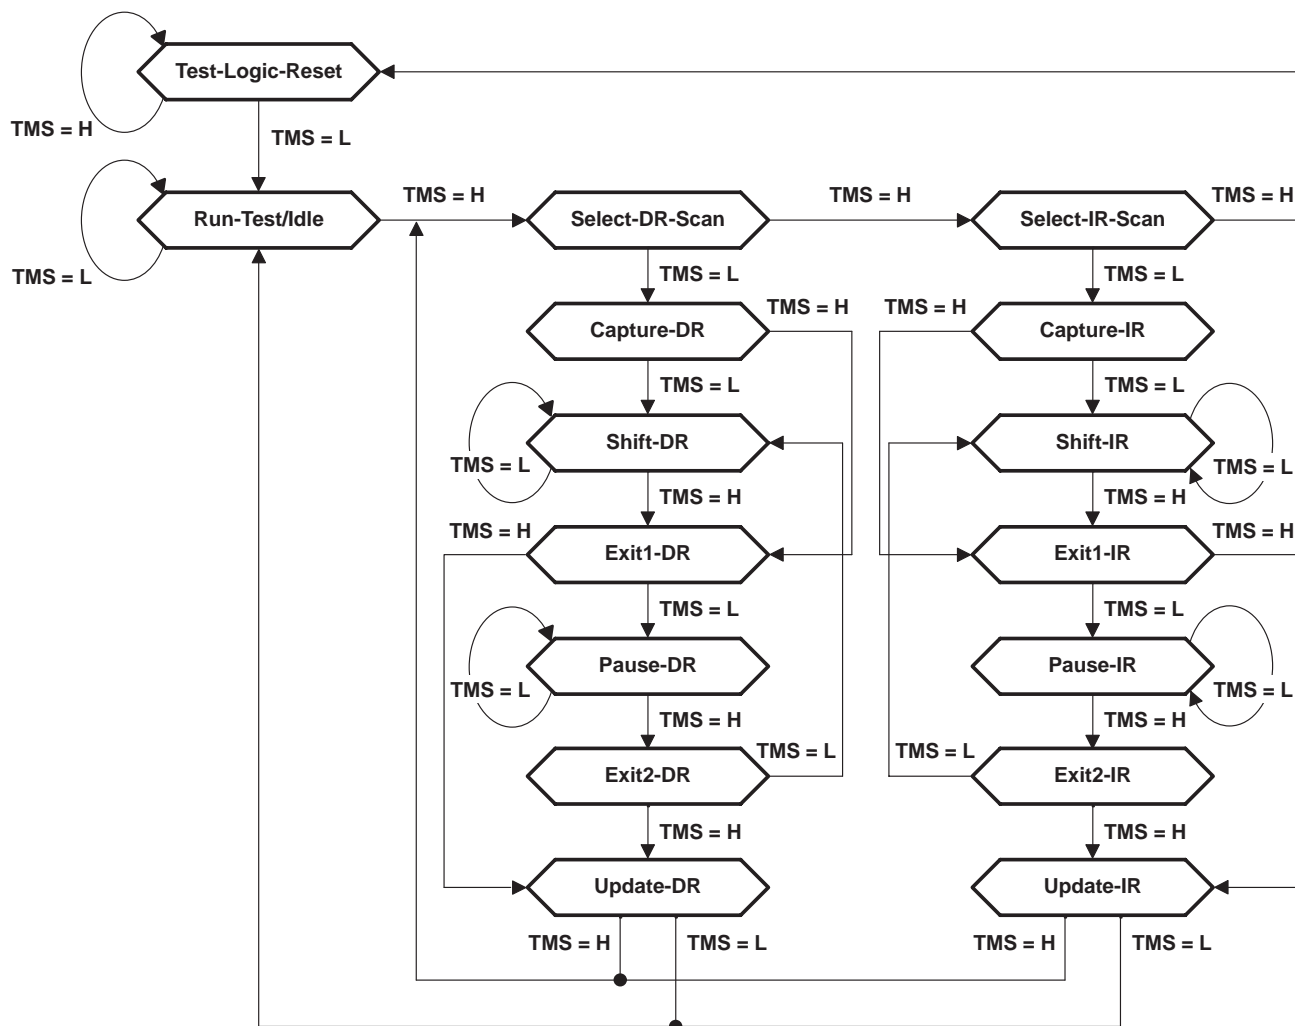 Test-Logic-Reset
TMS = H
TMS = L
TMS = H
TMS = H
TMS = H
Run-Test/Idle
Select-DR-Scan
Select-IR-Scan
TMS = L
TMS = L
TMS = L
TMS = H
TMS = H
Capture-DR
Capture-IR
TMS = L
TMS = L
Shift-DR
Shift-IR
TMS = L
TMS = L
TMS = H
TMS = H
TMS = H
TMS = H
Exit1-DR
Exit1-IR
TMS = L
TMS = L
Pause-DR
Pause-IR
TMS = L
TMS = L
TMS = H
TMS = H
TMS = L
TMS = L
Exit2-DR
Exit2-IR
TMS = H
TMS = H
Update-DR
Update-IR
TMS = H
TMS = L
TMS = H
TMS = L